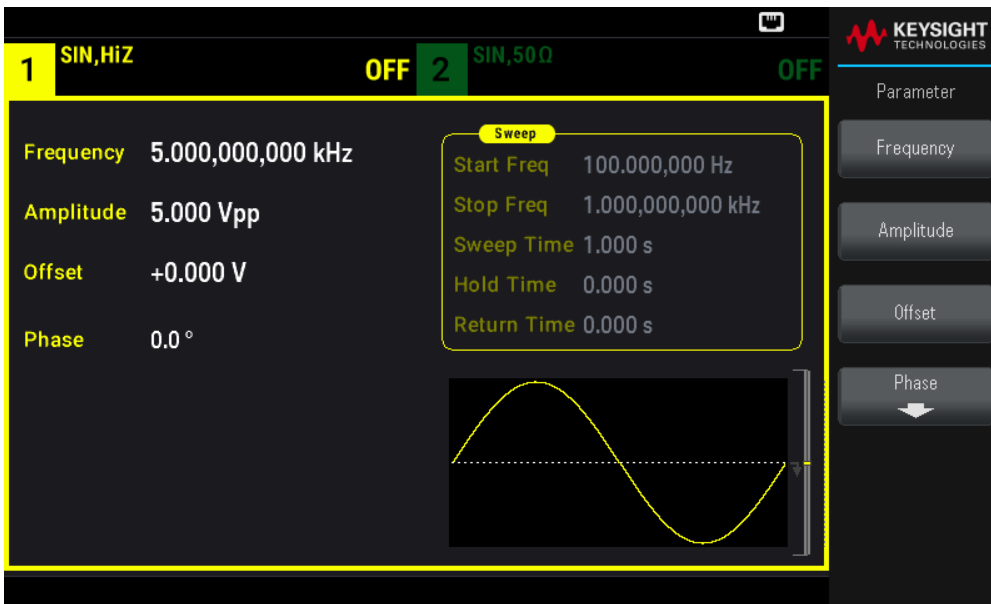 KEYSIGHT
TECHNOLOGIES
1 SIN,HiZ OFF
2 SIN,50Ω OFF
Parameter
Frequency 5.000,000,000 kHz
Amplitude 5.000 Vpp
Offset +0.000 V
Phase 0.0 °
Sweep
Start Freq 100.000,000 Hz
Stop Freq 1.000,000,000 kHz
Sweep Time 1.000 s
Hold Time 0.000 s
Return Time 0.000 s
Frequency
Amplitude
Offset
Phase